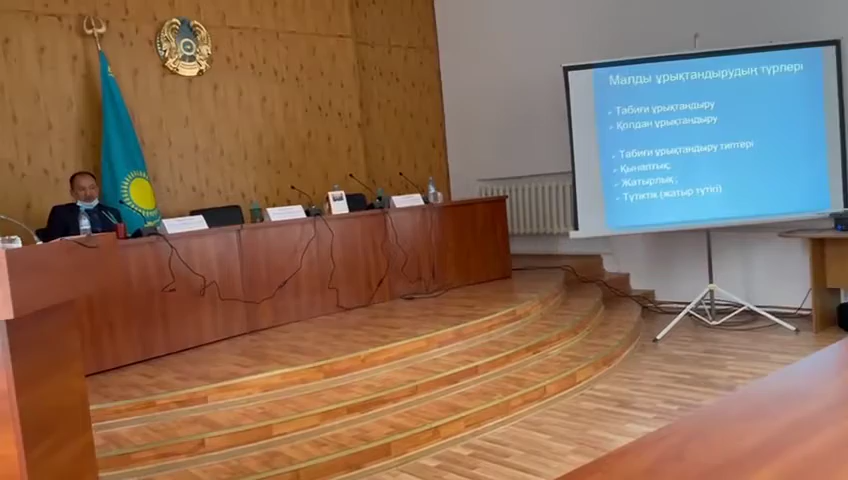 Малды ұрықтандырудың түрлері
Табиғи ұрықтандыру
Қолдан ұрықтандыру
Табиғи ұрықтандыру типтері
Қынаптық;
Жатырлық;
Түтіктік (жатыр түтігі)